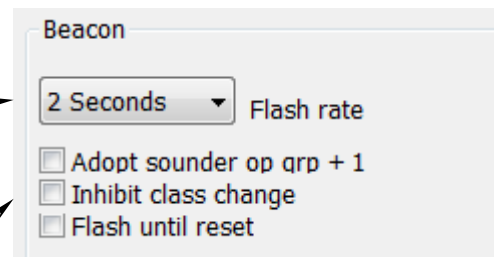 Beacon
2 Seconds Flash rate
Adopt sounder op grp + 1
Inhibit class change
Flash until reset